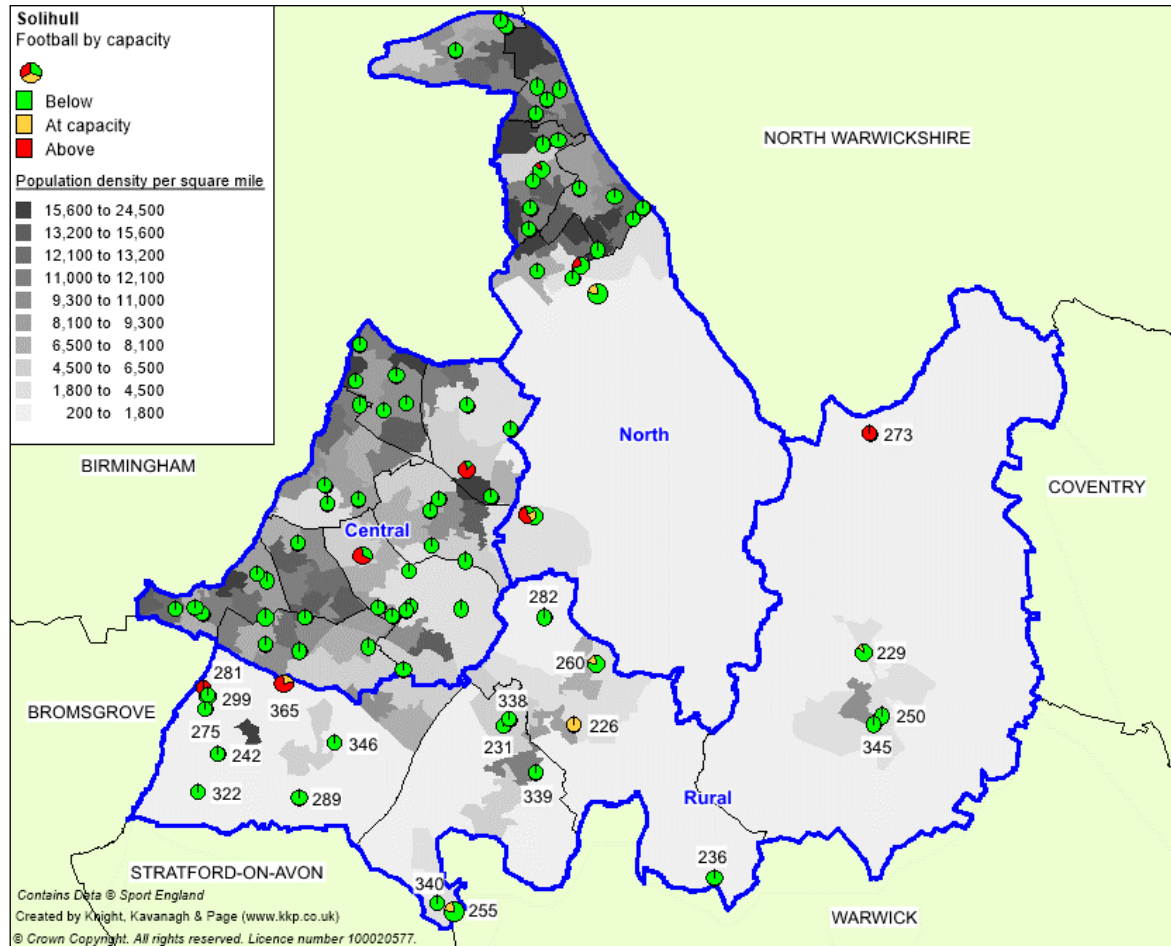 Solihull
Football by capacity
Below
At capacity
Above
Population density per square mile
15,600 to 24,500
13,200 to 15,600
12,100 to 13,200
11,000 to 12,100
9,300 to 11,000
8,100 to 9,300
6,500 to 8,100
4,500 to 6,500
1,800 to 4,500
200 to 1,800
NORTH WARWICKSHIRE
BIRMINGHAM
North
273
COVENTRY
Central
282
229
260
281
299
BROMSGROVE
275
365
338
226
250
231
345
242
346
322
289
339
Rural
236
STRATFORD-ON-AVON
340
255
WARWICK
Contains Data © Sport England
Created by Knight, Kavanagh & Page (www.kkp.co.uk)
© Crown Copyright. All rights reserved. Licence number 100020577.